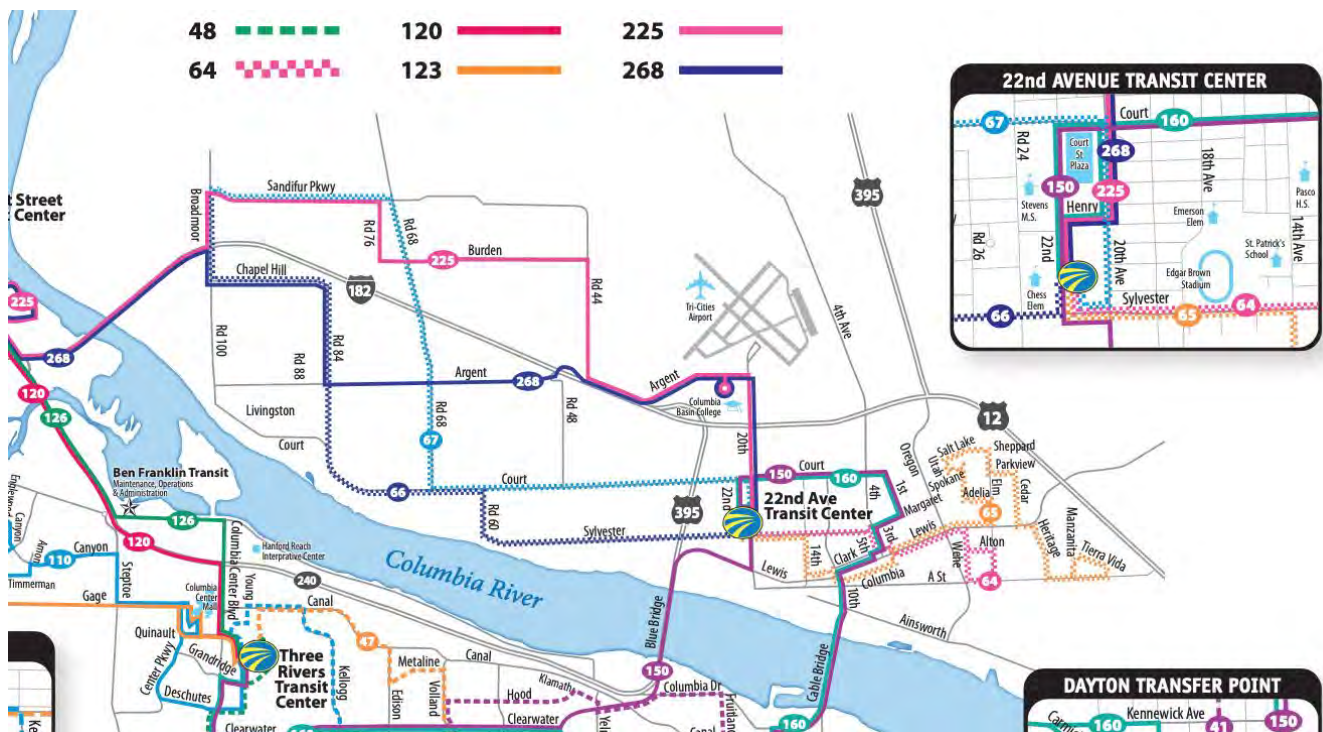 48
120
225
64
123
268
22nd AVENUE TRANSIT CENTER
67
Court
160
Rd 24
Court
St
Plaza
268
18th Ave
150
225
Stevens
M.S.
Henry
Emerson
Elem
Pasco
H.S.
Rd 26
22nd
20th Ave
St. Patrick's
School
14th Ave
Chess
Elem
Edgar Brown
Stadium
Sylvester
66
65
64
t Street
Center
Broadmoor
Sandifur Pkwy
Rd 76
Rd 68
Burden
225
395
Chapel Hill
182
Rd 44
Tri-Cities
Airport
4th Ave
225
268
Rd 100
Rd 88
Rd 84
Argent
268
Argent
Columbia
Basin College
12
120
126
Livingston
Rd 68
Rd 48
Court
67
20th
Oregon
Salt Lake
Sheppard
Utah
Spokane
Parkview
Adelia
Elm
Cedar
65
Ben Franklin Transit
Maintenance, Operations
& Administration
66
Court
150
Court
160
4th
1st
Margaret
22nd
22nd Ave
Transit Center
395
Rd 60
Sylvester
3rd
5th
Lewis
Clark
14th
Lewis
Columbia
Wehe
Alton
64
A St
Heritage
Manzanita
Tierra Vida
126
120
Canyon
Arron
Canyon
110
Timmerman
Steptoe
Columbia Center Blvd
Hanford Reach
Interpretive Center
240
Columbia River
Columbia
Center
Mall
Young
Gage
Canal
10th
Ainsworth
Blue Bridge
Cable Bridge
Quinault
Grandridge
Center Pkwy
Deschutes
Three
Rivers
Transit
Center
Kellogg
47
Metaline
Canal
Edison
Volland
Hood
Klamath
150
Columbia Dr
Fruitland
Clearwater
Clearwater
160
Canal
DAYTON TRANSFER POINT
Kennewick Ave
160
41
150